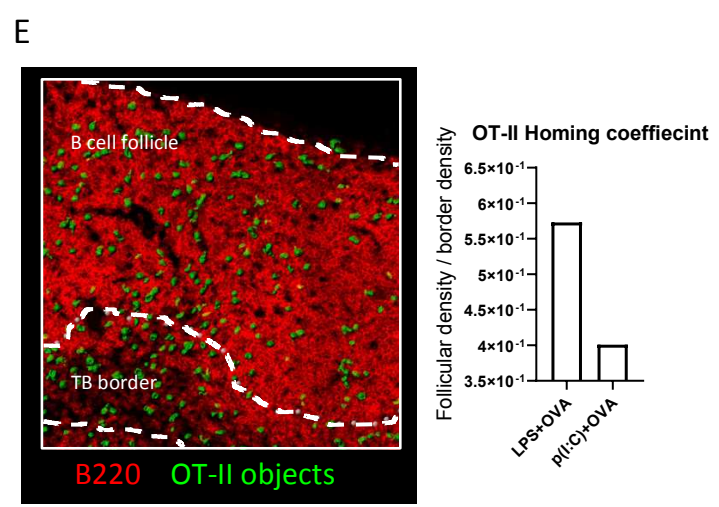 E
B cell follicle
TB border
B220 OT-II objects
OT-II Homing coeffiecint
Follicular density / border density
6.5×10⁻¹
6×10⁻¹
5.5×10⁻¹
5×10⁻¹
4.5×10⁻¹
4×10⁻¹
3.5×10⁻¹
LPS+OVA
p(I:C)+OVA